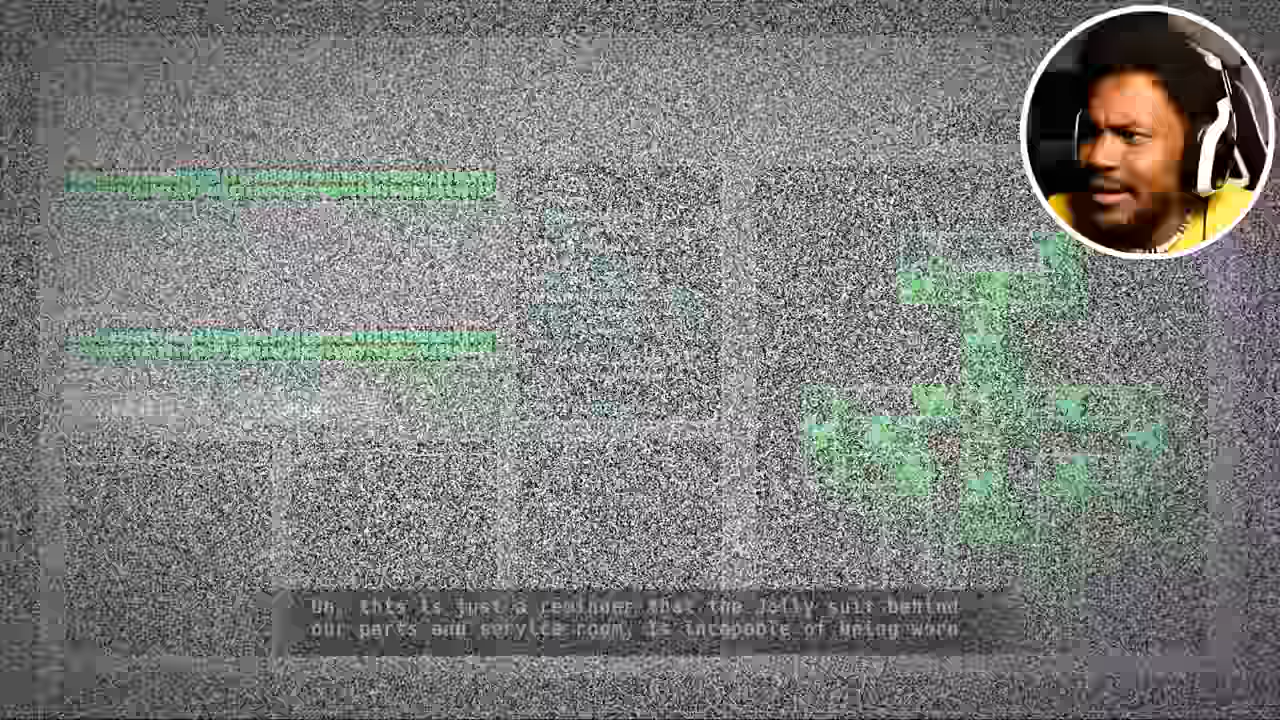 Uh, this is just a reminder that the Jolly suit behind
our parts and service room, is incapable of being worn